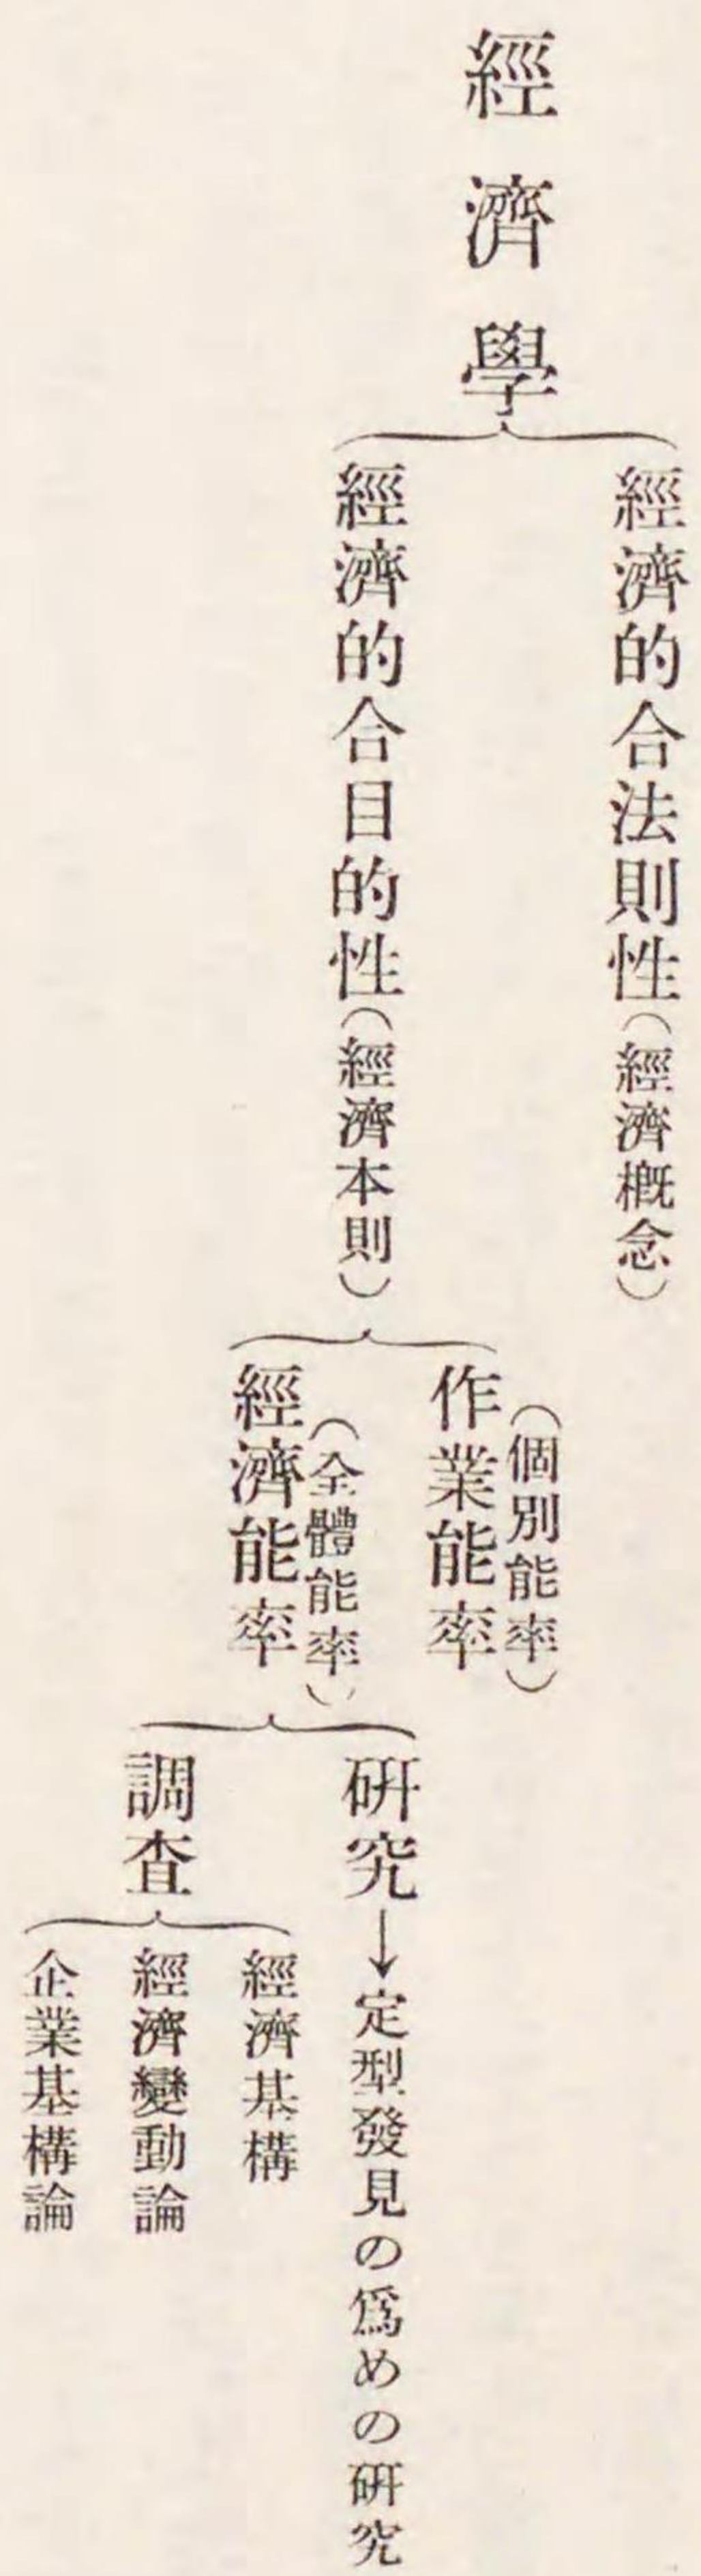 經濟學
經濟的合法則性（經濟概念）
經濟的合目的性（經濟本則）
（個別能率）
作業能率
（全體能率）
經濟能率
研究→定型發見の爲めの研究
調査
經濟基構
經濟變動論
企業基構論